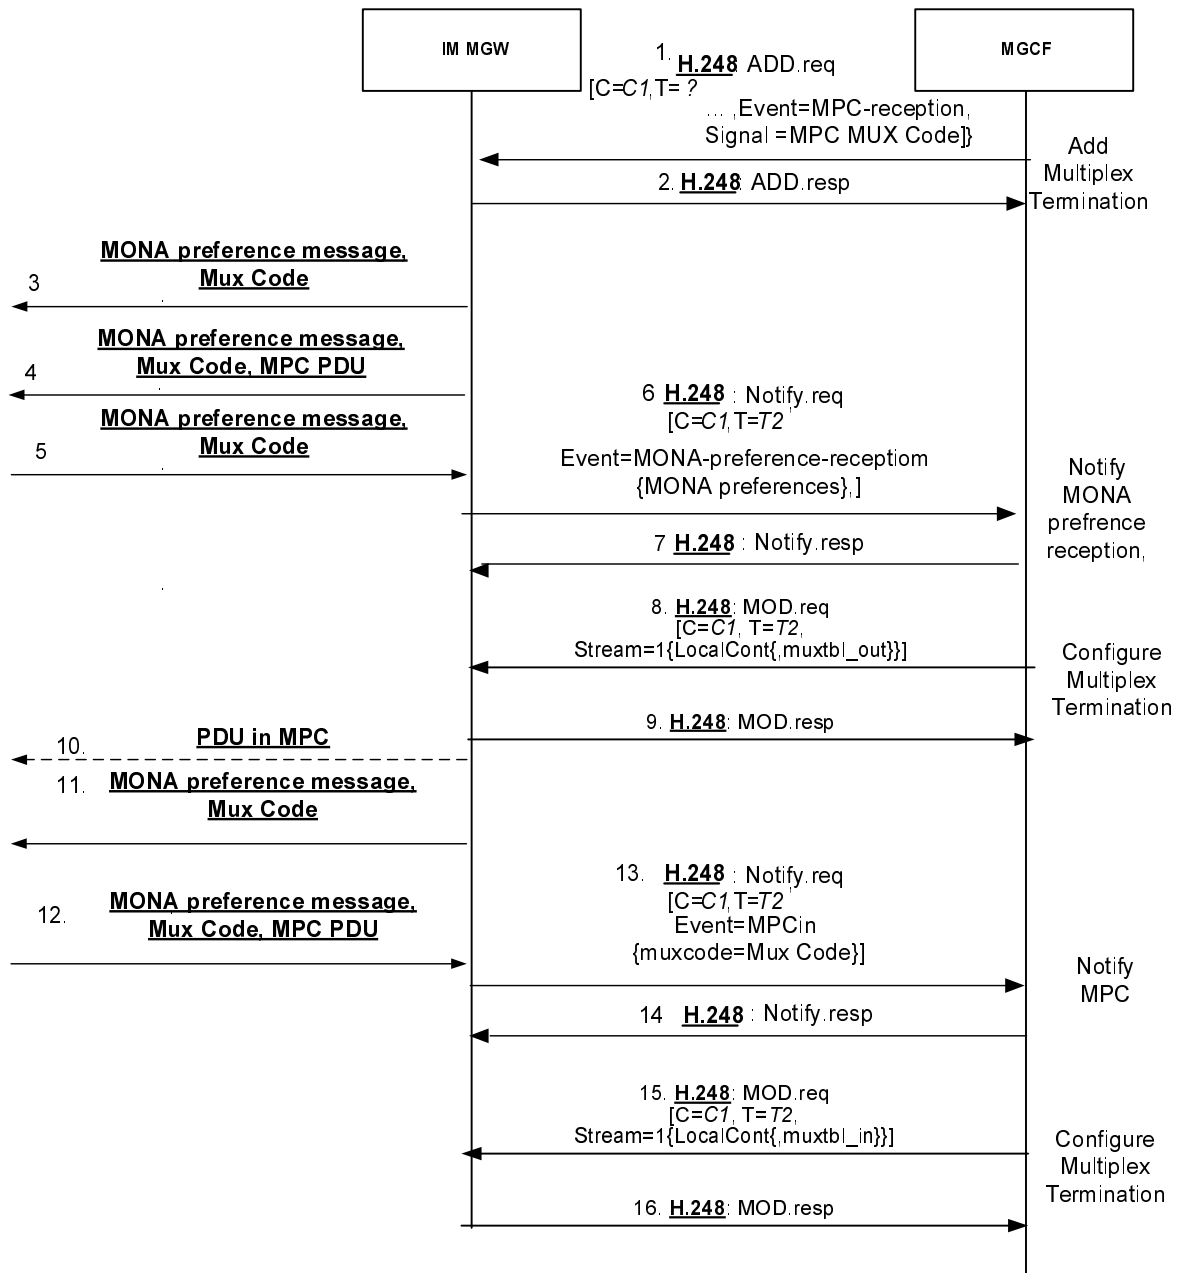 IM MGW
MGCF
1. H.248: ADD.req
[C=C1,T= ?
... ,Event=MPC-reception,
Signal =MPC MUX Code]}
Add
Multiplex
Termination
2. H.248: ADD.resp
MONA preference message,
Mux Code
3
MONA preference message,
Mux Code, MPC PDU
4
MONA preference message,
Mux Code
5
6 H.248 : Notify.req
[C=C1,T=T2 ,
Event=MONA-preference-receptiom
{MONA preferences},]
Notify
MONA
prefrence
reception,
7 H.248 : Notify.resp
8. H.248: MOD.req
[C=C1, T=T2,
Stream=1{LocalCont{,muxtbl_out}}]
Configure
Multiplex
Termination
9. H.248: MOD.resp
10. PDU in MPC
11. MONA preference message,
Mux Code
12. MONA preference message,
Mux Code, MPC PDU
13. H.248 : Notify.req
[C=C1,T=T2 ,
Event=MPCin
{muxcode=Mux Code}]
Notify
MPC
14 H.248 : Notify.resp
15. H.248: MOD.req
[C=C1, T=T2,
Stream=1{LocalCont{,muxtbl_in}}]
Configure
Multiplex
Termination
16. H.248: MOD.resp